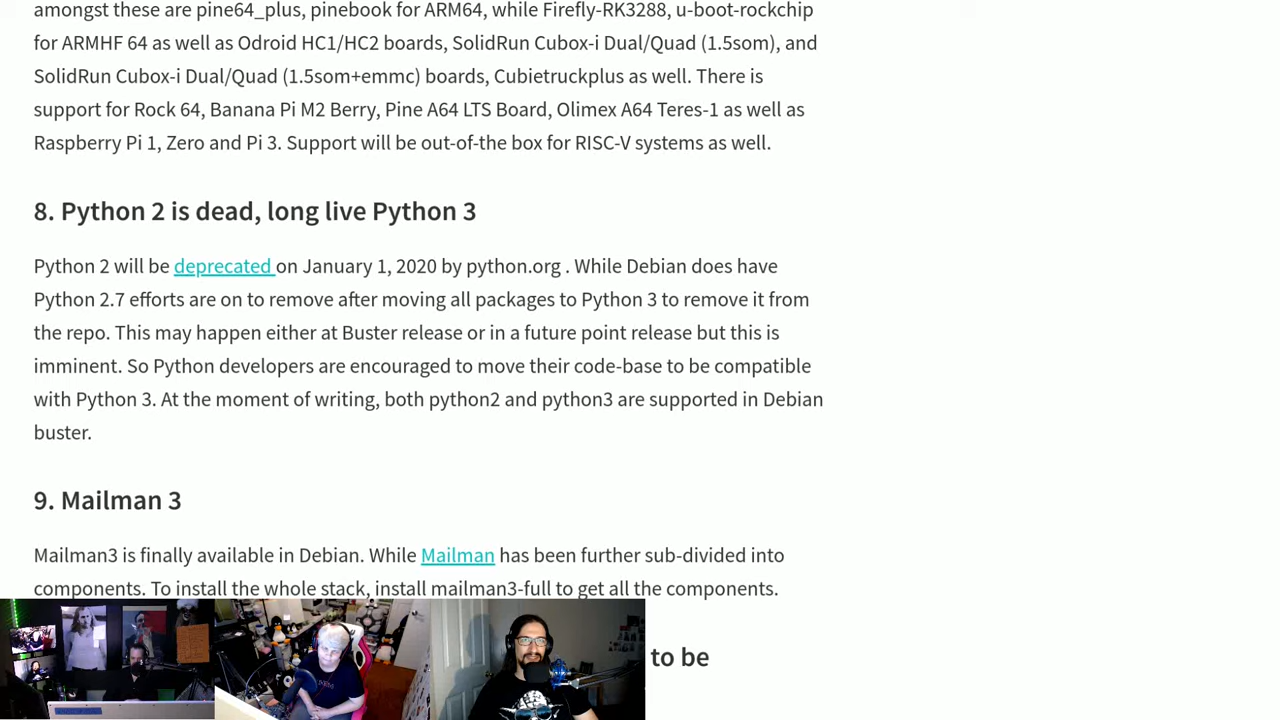 amongst these are pine64_plus, pinebook for ARM64, while Firefly-RK3288, u-boot-rockchip
for ARMHF 64 as well as Odroid HC1/HC2 boards, SolidRun Cubox-i Dual/Quad (1.5som), and
SolidRun Cubox-i Dual/Quad (1.5som+emmc) boards, Cubietruckplus as well. There is
support for Rock 64, Banana Pi M2 Berry, Pine A64 LTS Board, Olimex A64 Teres-1 as well as
Raspberry Pi 1, Zero and Pi 3. Support will be out-of-the box for RISC-V systems as well.
8. Python 2 is dead, long live Python 3
Python 2 will be deprecated on January 1, 2020 by python.org . While Debian does have
Python 2.7 efforts are on to remove after moving all packages to Python 3 to remove it from
the repo. This may happen either at Buster release or in a future point release but this is
imminent. So Python developers are encouraged to move their code-base to be compatible
with Python 3. At the moment of writing, both python2 and python3 are supported in Debian
buster.
9. Mailman 3
Mailman3 is finally available in Debian. While Mailman has been further sub-divided into
components. To install the whole stack, install mailman3-full to get all the components.
to be